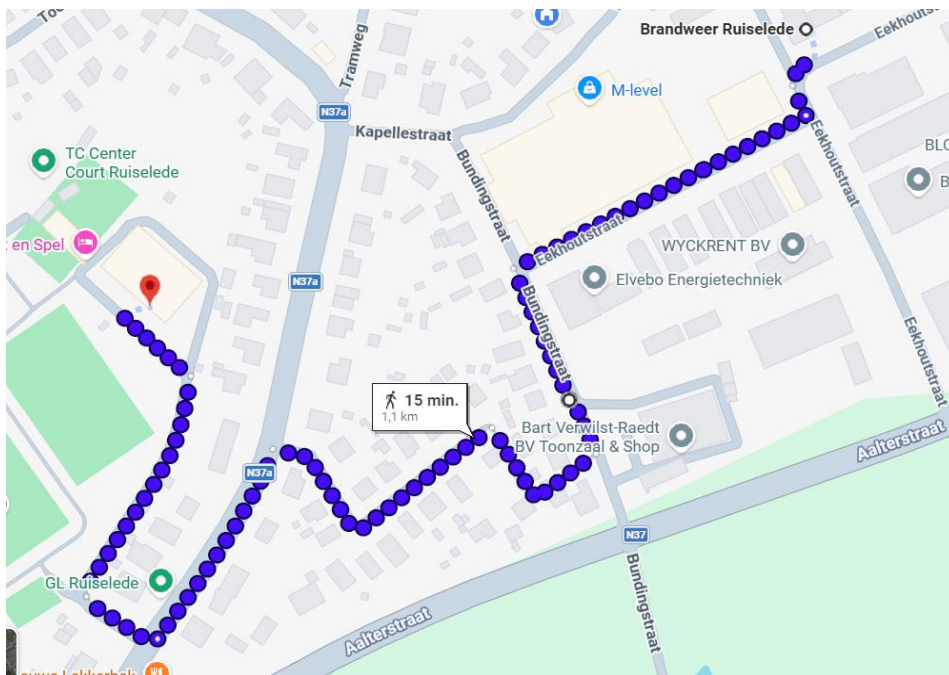 Brandweer Ruiselede
Eekhoutstraat
Tramweg
N37a
M-level
Kapellestraat
TC Center
Court Ruiselede
Bundingstraat
Eekhoutstraat
en Spel
WYCKRENT BV
Eekhoutstraat
Elvebo Energietechniek
N37a
Bundingstraat
Eekhoutstraat
15 min.
1,1 km
Bart Verwilst-Raedt
BV Toonzaal & Shop
Aalterstraat
N37a
N37
GL Ruiselede
Bundingstraat
Aalterstraat